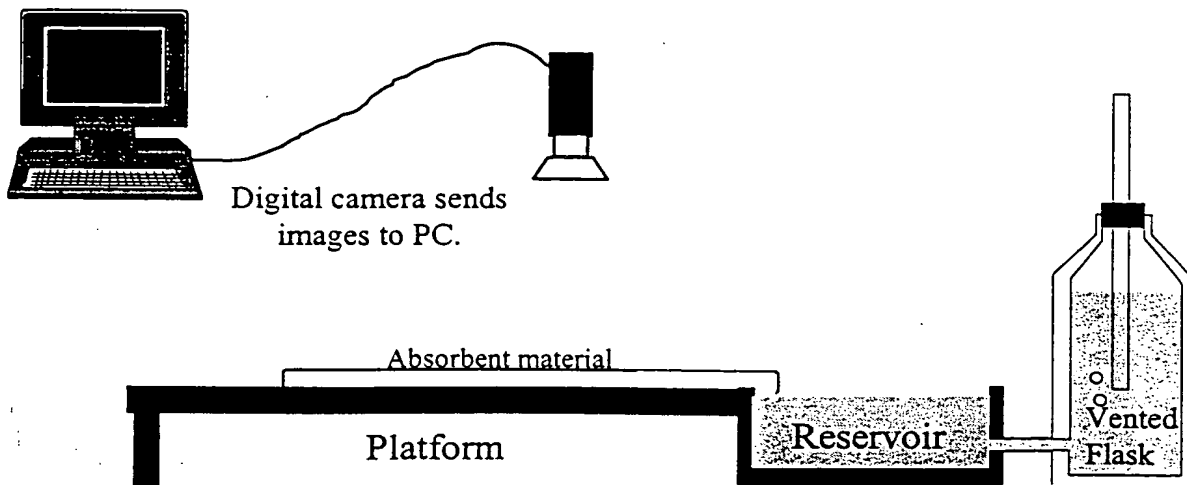 Digital camera sends
images to PC.
Absorbent material
Platform
Reservoir
Vented
Flask